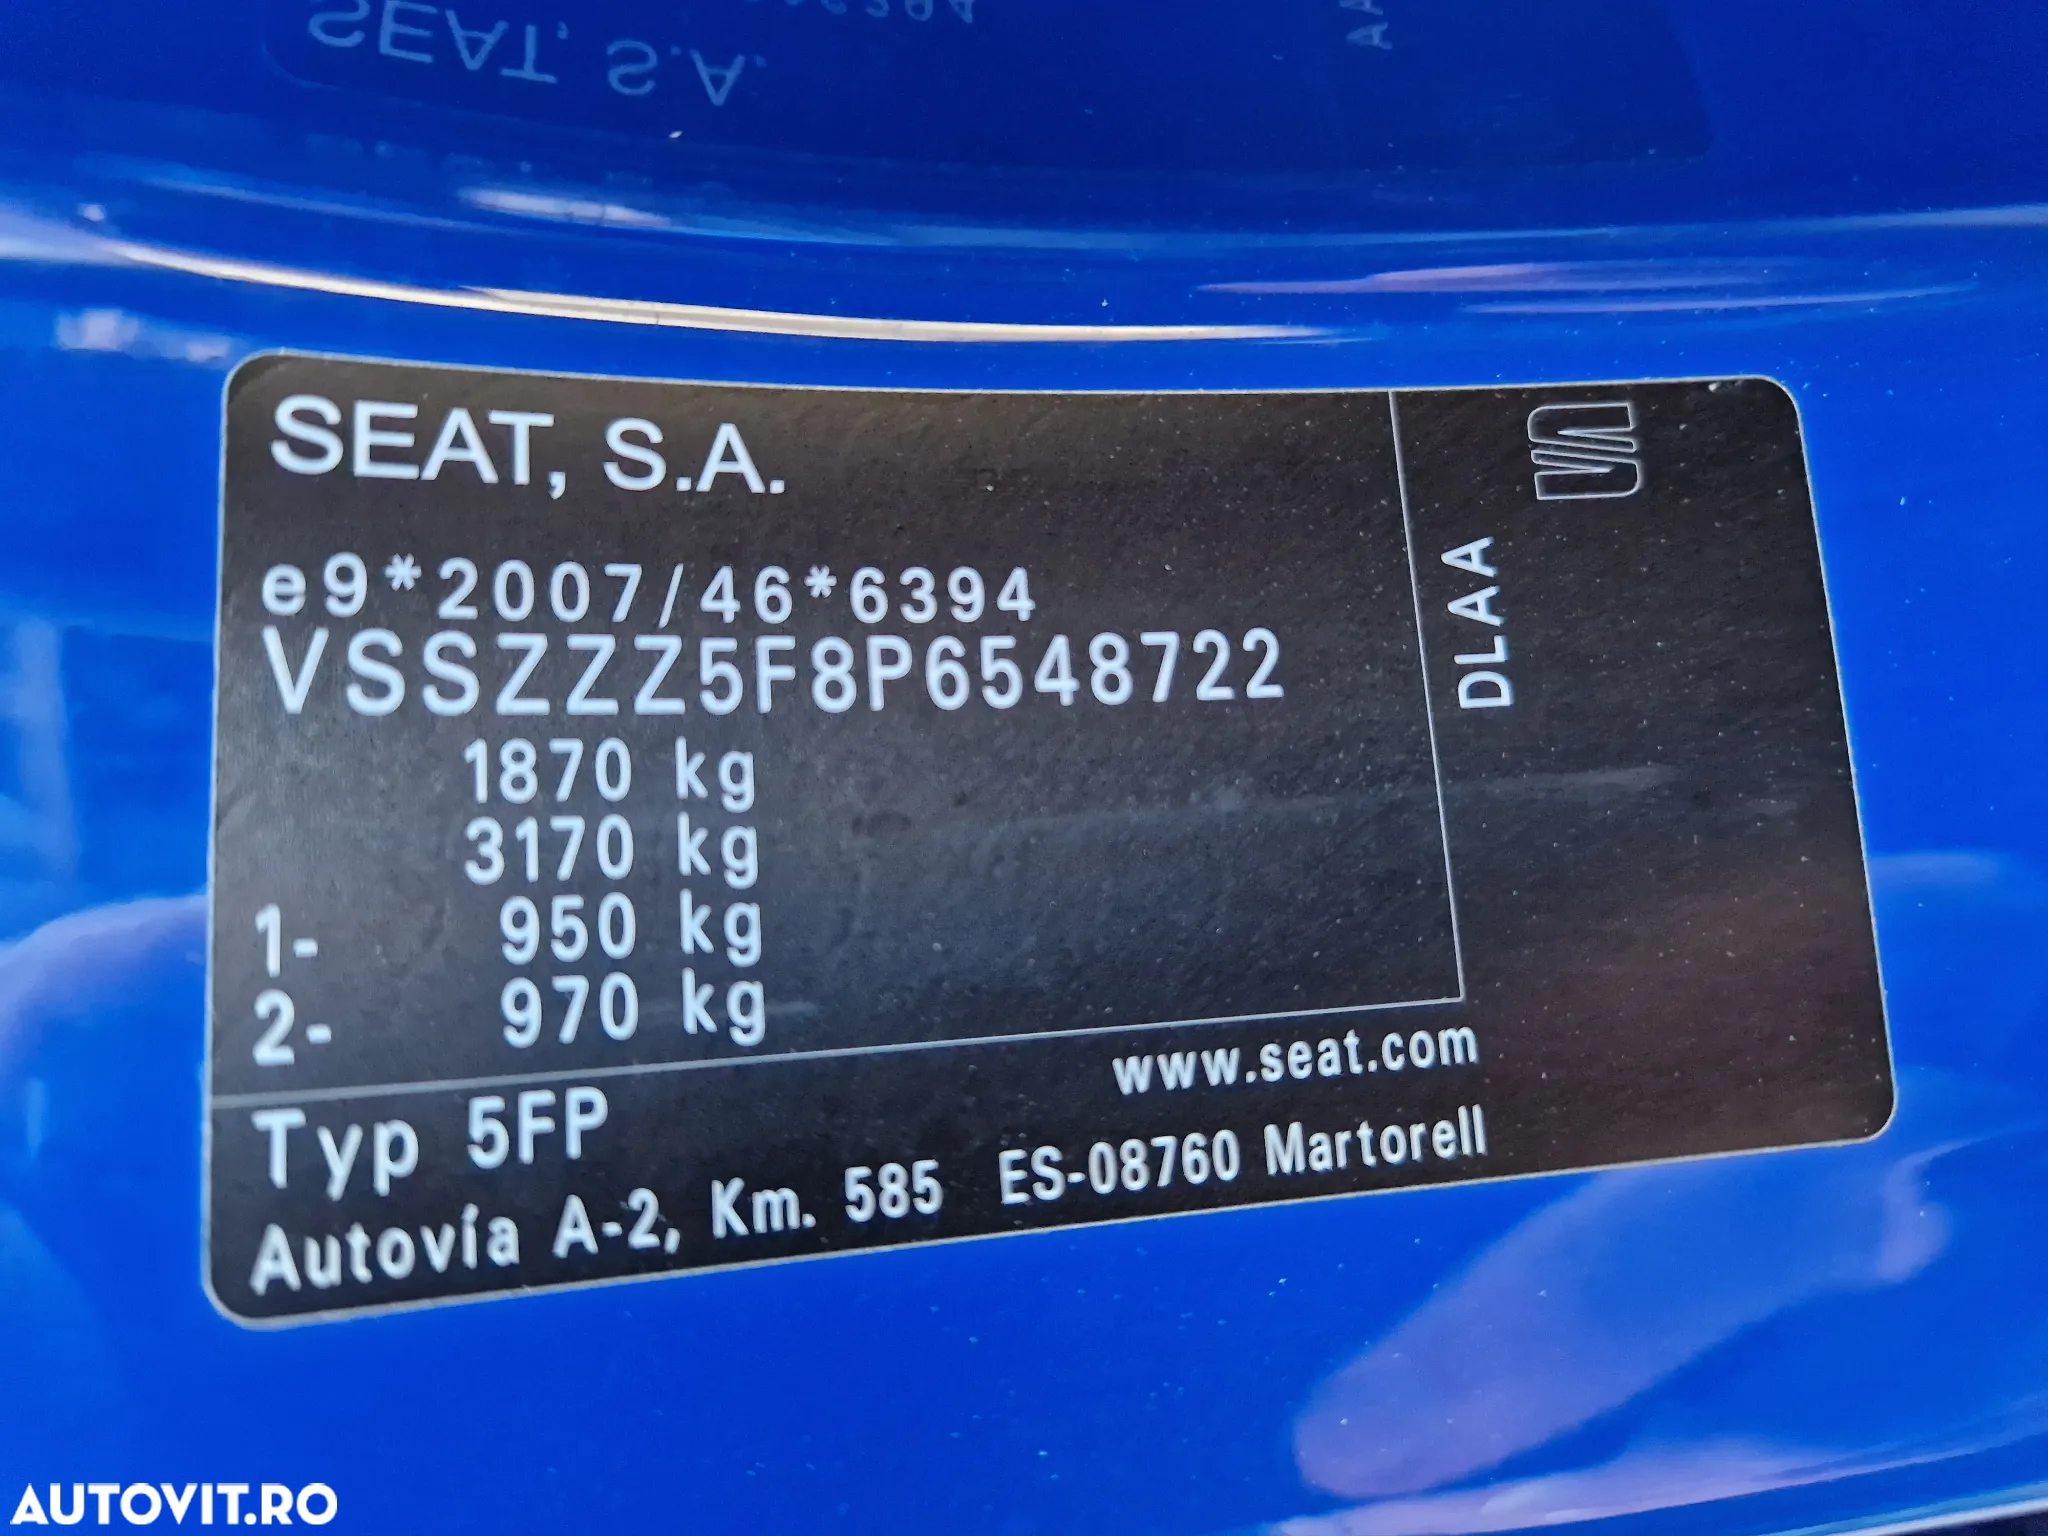 SEAT, S.A.
e9*2007/46*6394
VSSZZZ5F8P6548722
1870 kg
3170 kg
1- 950 kg
2- 970 kg
DLAA
Typ 5FP
www.seat.com
Autovía A-2, Km. 585 ES-08760 Martorell
SEAT, S.A.
AUTOVIT.RO